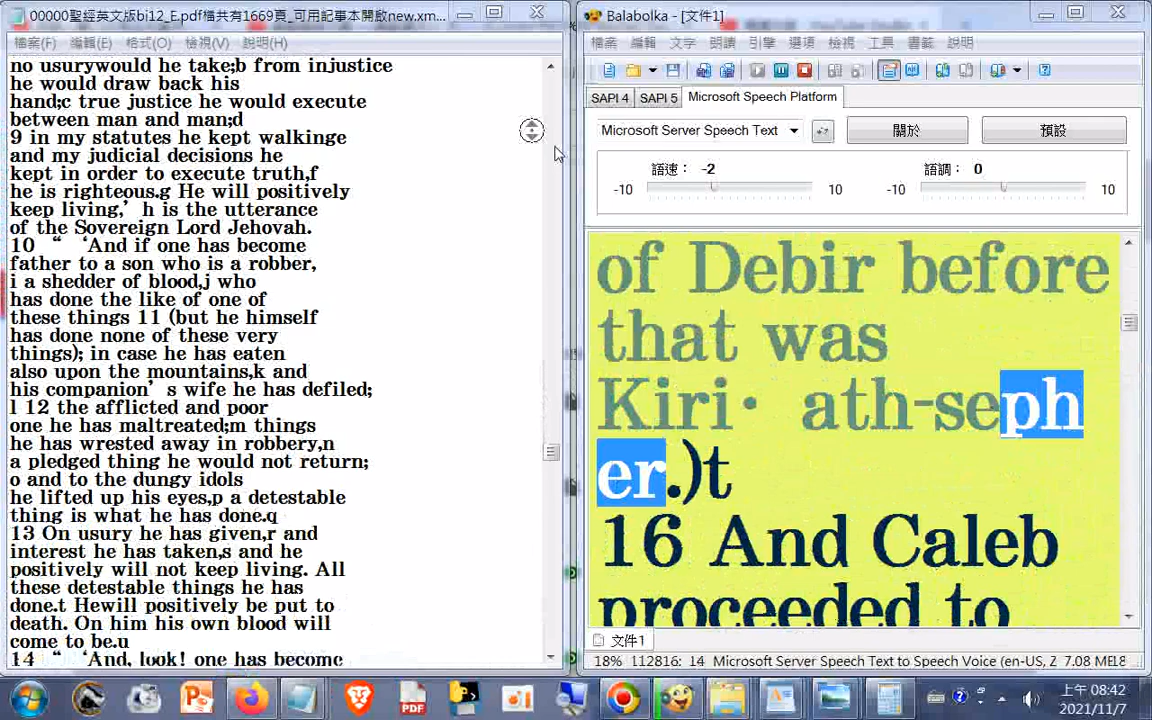 00000聖經英文版bi12_E.pdf檔共有1669頁_可用記事本開啟new.xm...
檔案(F) 編輯(E) 格式(O) 檢視(V) 說明(H)
no usurywould he take;b from injustice
he would draw back his
hand;c true justice he would execute
between man and man;d
9 in my statutes he kept walkinge
and my judicial decisions he
kept in order to execute truth,f
he is righteous.g He will positively
keep living,’ h is the utterance
of the Sovereign Lord Jehovah.
10 “ ‘And if one has become
father to a son who is a robber,
i a shedder of blood,j who
has done the like of one of
these things 11 (but he himself
has done none of these very
things); in case he has eaten
also upon the mountains,k and
his companion’s wife he has defiled;
l 12 the afflicted and poor
one he has maltreated;m things
he has wrested away in robbery,n
a pledged thing he would not return;
o and to the dungy idols
he lifted up his eyes,p a detestable
thing is what he has done.q
13 On usury he has given,r and
interest he has taken,s and he
positively will not keep living. All
these detestable things he has
done.t Hewill positively be put to
death. On him his own blood will
come to be.u
14 “ ‘And, look! one has become
Balabolka - [文件1]
檔案 編輯 文字 朗讀 引擎 選項 檢視 工具 書籤 說明
SAPI 4 SAPI 5 Microsoft Speech Platform
Microsoft Server Speech Text 關於 預設
語速： -2 語調： 0
-10 10 -10 10
of Debir before
that was
Kiri· ath-seph
er.)t
16 And Caleb
proceeded to
文件1
18% 112816: 14 Microsoft Server Speech Text to Speech Voice (en-US, Z 7.08 МЕ18
PDF
上午 08:42
2021/11/7